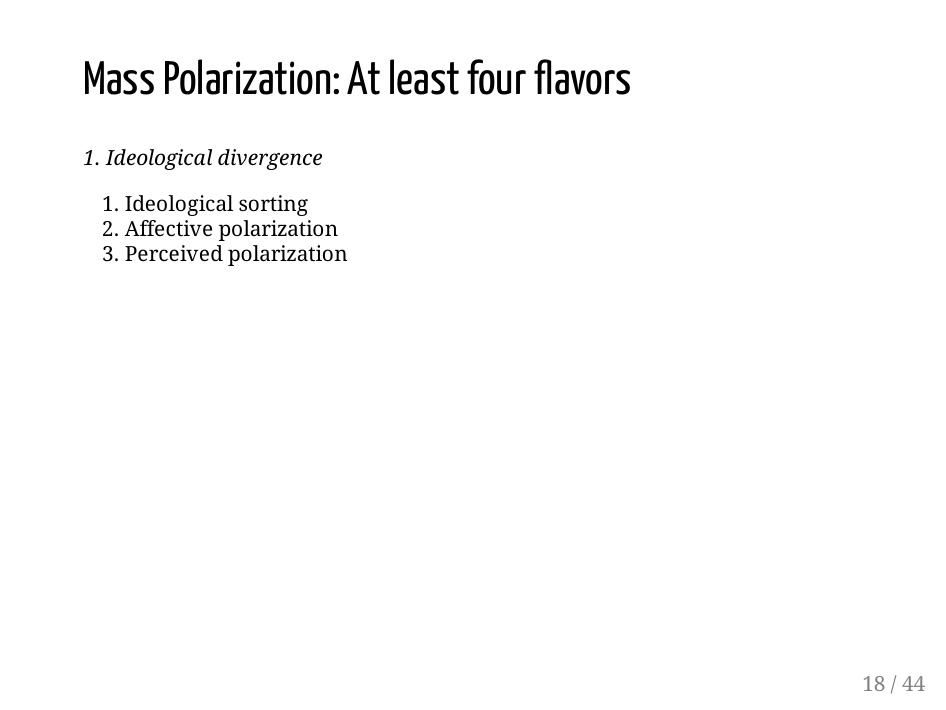 Mass Polarization: At least four flavors
1. Ideological divergence
1. Ideological sorting
2. Affective polarization
3. Perceived polarization
18 / 44